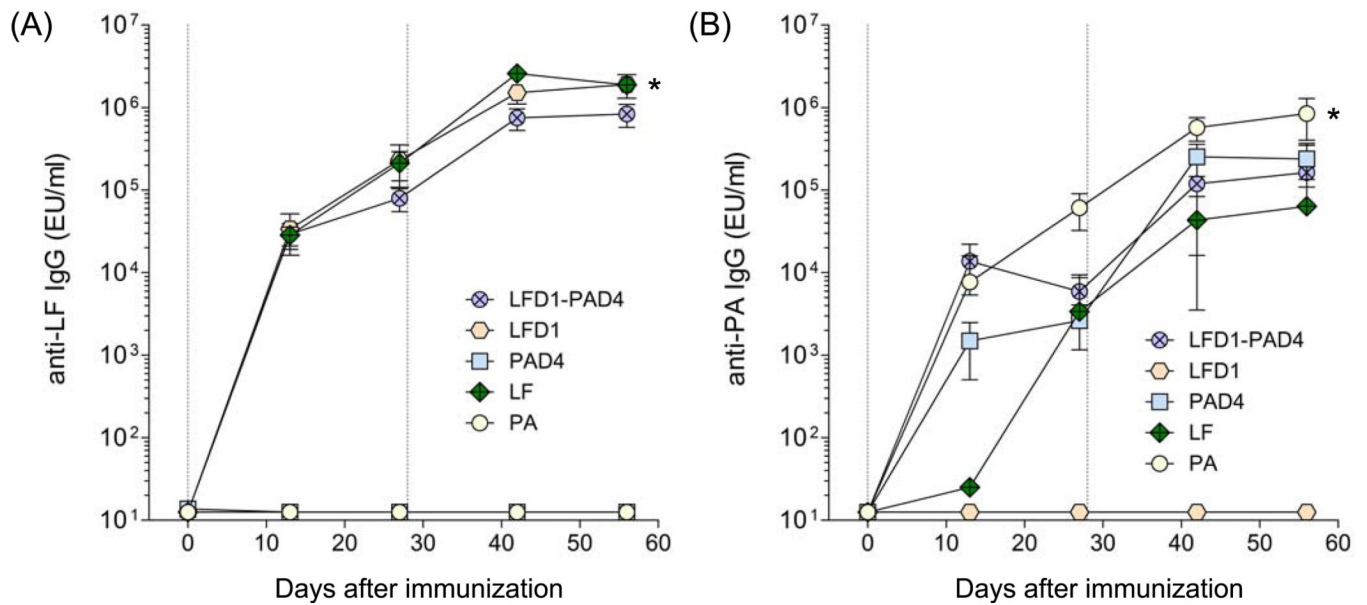 (A)
anti-LF IgG (EU/ml)
10⁷
10⁶
10⁵
10⁴
10³
10²
10¹
*
LFD1-PAD4
LFD1
PAD4
LF
PA
0 10 20 30 40 50 60
Days after immunization
(B)
anti-PA IgG (EU/ml)
10⁷
10⁶
10⁵
10⁴
10³
10²
10¹
*
LFD1-PAD4
LFD1
PAD4
LF
PA
0 10 20 30 40 50 60
Days after immunization